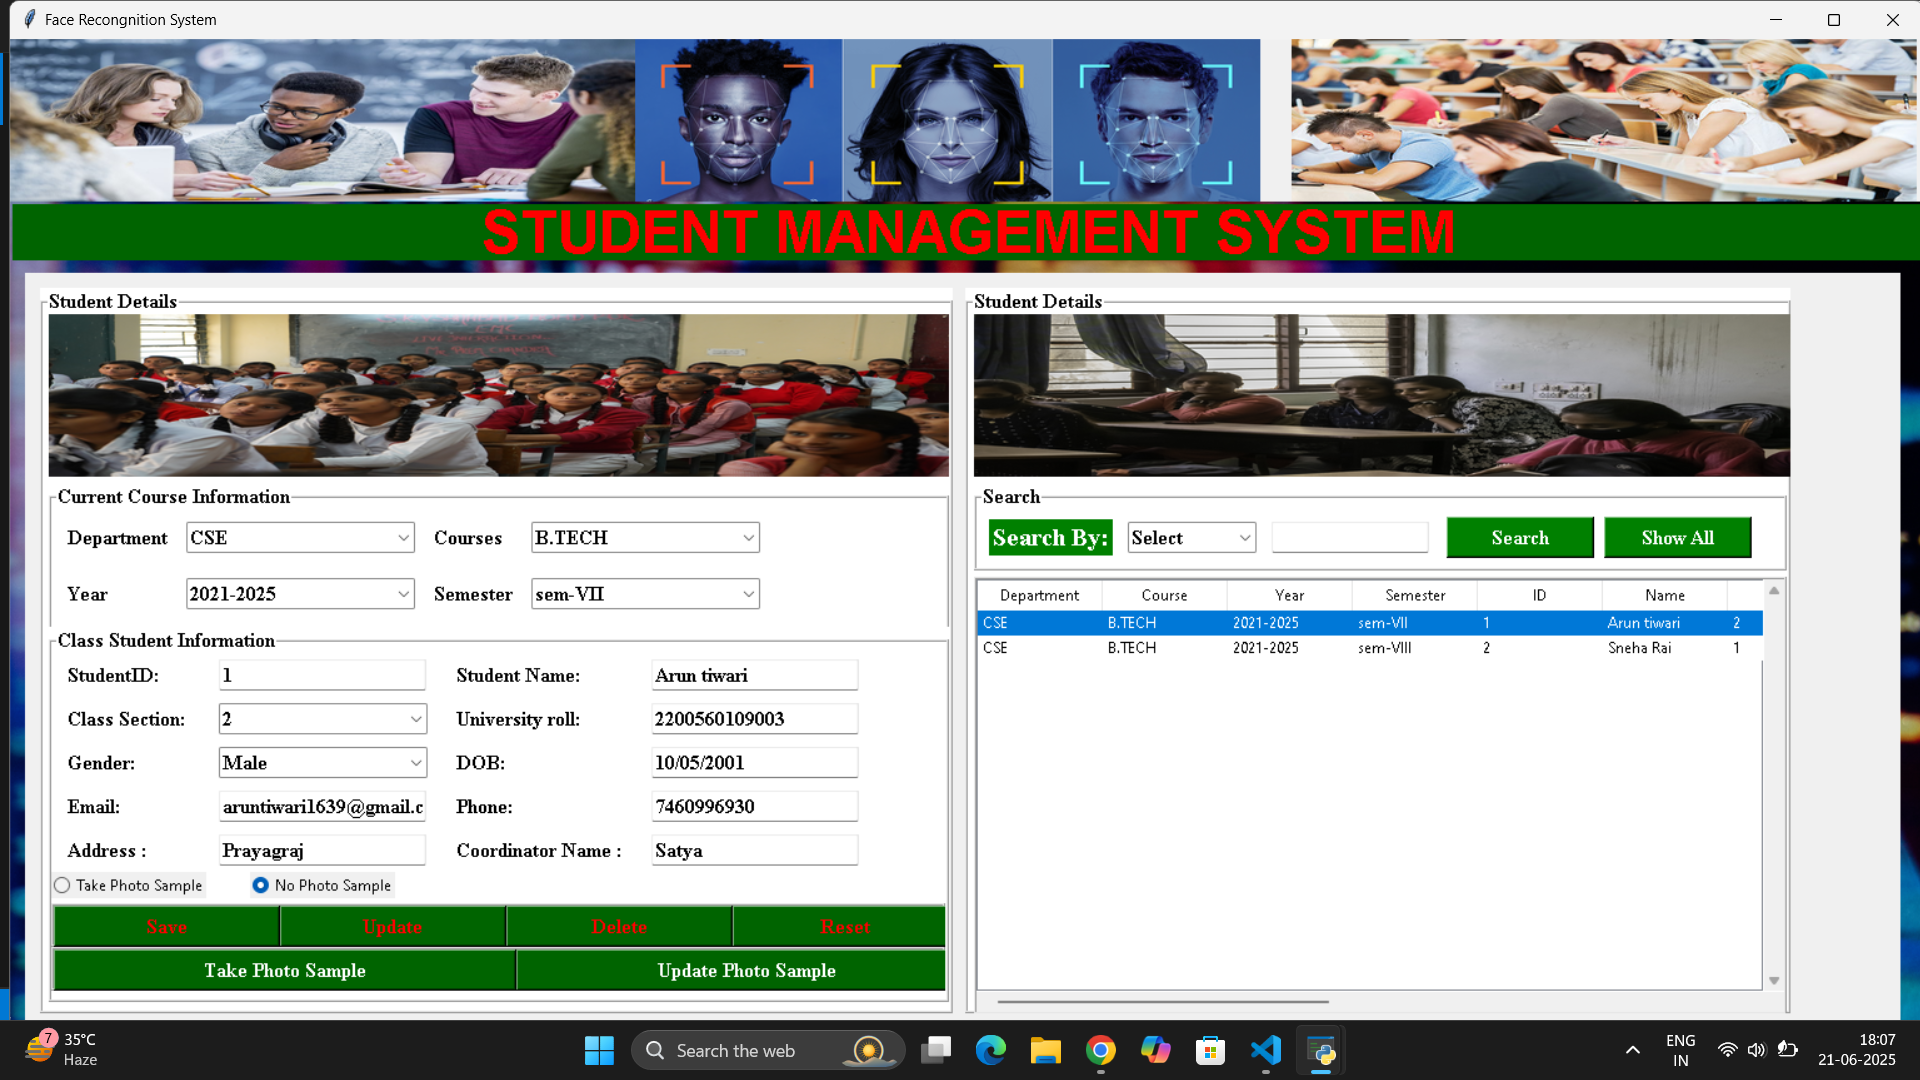 Face Recongnition System
STUDENT MANAGEMENT SYSTEM
Student Details
Current Course Information
Department CSE Courses B.TECH
Year 2021-2025 Semester sem-VII
Class Student Information
StudentID: 1 Student Name: Arun tiwari
Class Section: 2 University roll: 2200560109003
Gender: Male DOB: 10/05/2001
Email: aruntiwari1639@gmail.c Phone: 7460996930
Address : Prayagraj Coordinator Name : Satya
Take Photo Sample No Photo Sample
Save Update Delete Reset
Take Photo Sample Update Photo Sample
Student Details
Search
Search By: Select Search Show All
Department Course Year Semester ID Name
CSE B.TECH 2021-2025 sem-VII 1 Arun tiwari 2
CSE B.TECH 2021-2025 sem-VIII 2 Sneha Rai 1
7
35°C
Haze
Search the web
ENG
IN
18:07
21-06-2025